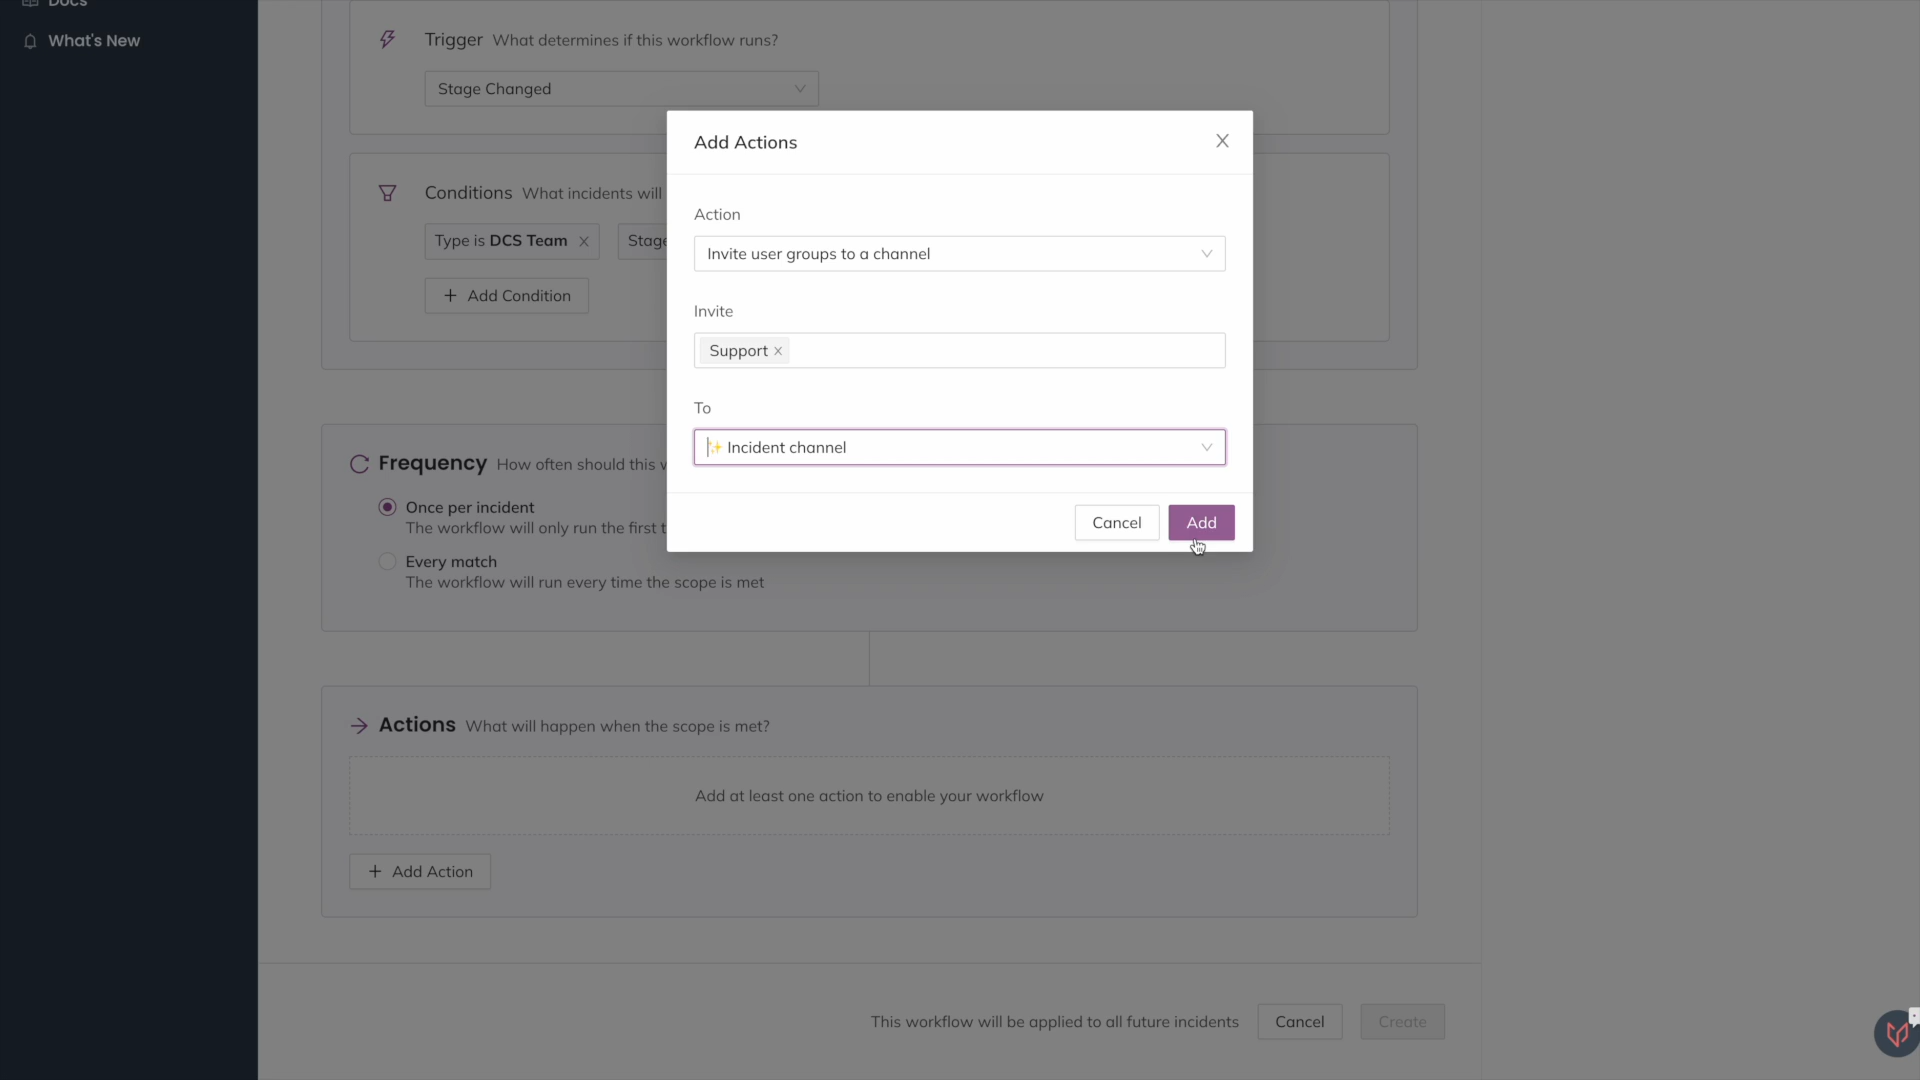 Docs
What's New
Trigger What determines if this workflow runs?
Stage Changed
Conditions What incidents will
Type is DCS Team
Stage
Add Condition
Add Actions
Action
Invite user groups to a channel
Invite
Support
To
✨ Incident channel
Cancel
Add
Frequency How often should this w
Once per incident
The workflow will only run the first t
Every match
The workflow will run every time the scope is met
Actions What will happen when the scope is met?
Add at least one action to enable your workflow
Add Action
This workflow will be applied to all future incidents
Cancel
Create